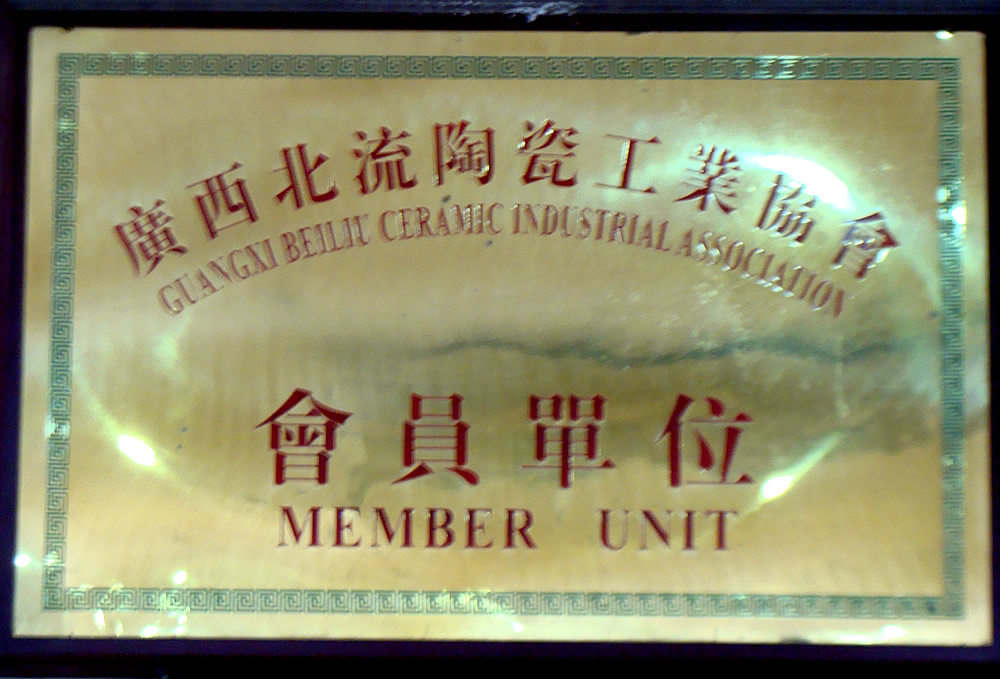 廣西北流陶瓷工業協會
GUANGXI BEILIU CERAMIC INDUSTRIAL ASSOCIATION
會員單位
MEMBER UNIT